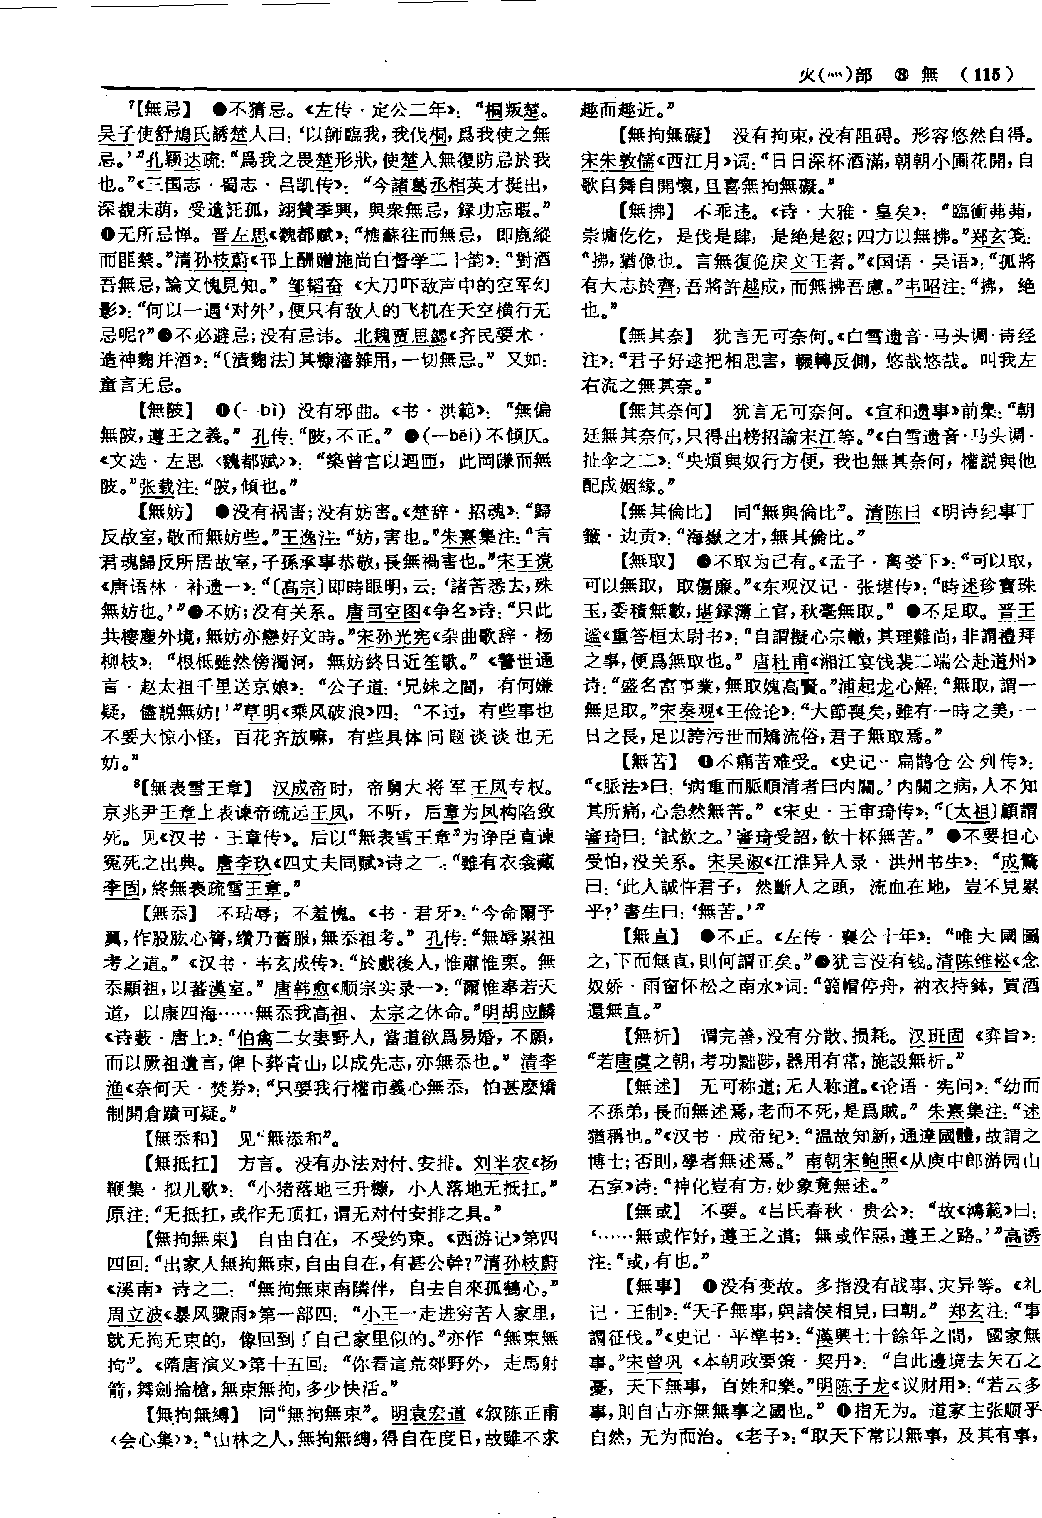 火(灬)部 ⑧ 無 (115)
⁷【無忌】 ❶不猜忌。《左传·定公二年》：“桐叛楚。
吴子使舒鳩氏誘楚人曰：‘以師臨我，我伐桐，爲我使之無
忌。’”孔颖达疏：“爲我之畏楚形狀，使楚人無復防忌於我
也。”《三国志·蜀志·吕凯传》：“今諸葛丞相英才挺出，
深覩未萌，受遺託孤，翊贊季興，與衆無忌，録功忘瑕。”
❷无所忌惮。晋左思《魏都赋》：“樵蘇往而無忌，即鹿縱
而匪禁。”清孙枝蔚《邗上酬赠施尚白督学二十韵》：“對酒
吾無忌，論文愧見知。”邹韬奋《大刀吓敌声中的空军幻
影》：“何以一遇‘对外’，便只有敌人的飞机在天空横行无
忌呢？”❸不必避忌；没有忌讳。北魏贾思勰《齐民要术·
造神麴并酒》：“〔漬麴法〕其糠瀋雜用，一切無忌。”又如：
童言无忌。
【無陂】 ❶(-bì) 没有邪曲。《书·洪範》：“無偏
無陂，遵王之義。”孔传：“陂，不正。”❷(—bēi)不倾仄。
《文选·左思〈魏都赋〉》：“榮曾宫以迥匝，此岡陳而無
陂。”张载注：“陂，傾也。”
【無妨】 ❶没有祸害；没有妨害。《楚辞·招魂》：“歸
反故室，敬而無妨些。”王逸注：“妨，害也。”朱熹集注：“言
君魂歸反所居故室，子孫承事恭敬，長無禍害也。”宋王谠
《唐语林·补遗一》：“〔高宗〕即時眼明，云：‘諸苦悉去，殊
無妨也。’”❷不妨；没有关系。唐司空图《争名》诗：“只此
共棲塵外境，無妨亦戀好文時。”宋孙光宪《杂曲歌辞·杨
柳枝》：“根柢雖然傍濁河，無妨終日近笙歌。”《警世通
言·赵太祖千里送京娘》：“公子道：‘兄妹之間，有何嫌
疑，儘説無妨！’”草明《乘风破浪》四：“不过，有些事也
不要大惊小怪，百花齐放嘛，有些具体问题谈谈也无
妨。”
⁸【無表雪王章】 汉成帝时，帝舅大将军王凤专权。
京兆尹王章上表谏帝疏远王凤，不听，后章为凤构陷致
死。见《汉书·王章传》。后以“無表雪王章”为诤臣直谏
冤死之出典。唐李玖《四丈夫同赋》诗之二：“雖有衣衾藏
李固，終無表疏雪王章。”
【無忝】 不玷辱；不羞愧。《书·君牙》：“今命爾予
翼，作股肱心膂，纘乃舊服，無忝祖考。”孔传：“無辱累祖
考之道。”《汉书·韦玄成传》：“於戲後人，惟肅惟栗。無
忝顯祖，以蕃漢室。”唐韩愈《顺宗实录一》：“爾惟奉若天
道，以康四海……無忝我高祖、太宗之休命。”明胡应麟
《诗薮·唐上》：“伯禽二女妻野人，當道欲爲易婚，不願，
而以厥祖遺言，俾卜葬青山，以成先志，亦無忝也。”清李
渔《奈何天·焚券》：“只要我行權市義心無忝，怕甚麽矯
制開倉蹟可疑。”
【無忝和】 见“無添和”。
【無抵扛】 方言。没有办法对付、安排。刘半农《扬
鞭集·拟儿歌》：“小猪落地三升糠，小人落地无抵扛。”
原注：“无抵扛，或作无顶扛，谓无对付安排之具。”
【無拘無束】 自由自在，不受约束。《西游记》第四
四回：“出家人無拘無束，自由自在，有甚公幹？”清孙枝蔚
《溪南》诗之二：“無拘無束南隣伴，自去自來孤鶴心。”
周立波《暴风骤雨》第一部四：“小王一走进穷苦人家里，
就无拘无束的，像回到了自己家里似的。”亦作“無束無
拘”。《隋唐演义》第十五回：“你看這荒郊野外，走馬射
箭，舞劍掄槍，無束無拘，多少快活。”
【無拘無縛】 同“無拘無束”。明袁宏道《叙陈正甫
〈会心集〉》：“山林之人，無拘無縛，得自在度日，故雖不求
趣而趣近。”
【無拘無礙】 没有拘束，没有阻碍。形容悠然自得。
宋朱敦儒《西江月》词：“日日深杯酒滿，朝朝小圃花開，自
歌自舞自開懷，且喜無拘無礙。”
【無拂】 不乖违。《诗·大雅·皇矣》：“臨衝茀茀，
崇墉仡仡，是伐是肆，是绝是忽；四方以無拂。”郑玄笺：
“拂，猶佹也。言無復佹戾文王者。”《国语·吴语》：“孤將
有大志於齊，吾將許越成，而無拂吾慮。”韦昭注：“拂，绝
也。”
【無其奈】 犹言无可奈何。《白雪遗音·马头调·诗经
注》：“君子好逑把相思害，輾轉反側，悠哉悠哉。叫我左
右流之無其奈。”
【無其奈何】 犹言无可奈何。《宣和遗事》前集：“朝
廷無其奈何，只得出榜招諭宋江等。”《白雪遗音·马头调·
扯伞之二》：“央煩與奴行方便，我也無其奈何，權説與他
配成姻緣。”
【無其倫比】 同“無與倫比”。清陈田《明诗纪事丁
籤·边贡》：“海嶽之才，無其倫比。”
【無取】 ❶不取为己有。《孟子·离娄下》：“可以取，
可以無取，取傷廉。”《东观汉记·张堪传》：“時述珍寶珠
玉，委積無數，堪録簿上官，秋毫無取。”❷不足取。晋王
谧《重答桓太尉书》：“自謂擬心宗轍，其理難尚，非謂禮拜
之事，便爲無取也。”唐杜甫《湘江宴饯裴二端公赴道州》
诗：“盛名富事業，無取媿高賢。”浦起龙心解：“無取，謂一
無足取。”宋秦观《王俭论》：“大節喪矣，雖有一時之美，一
日之長，足以誇污世而矯流俗，君子無取焉。”
【無苦】 ❶不痛苦难受。《史记·扁鹊仓公列传》：
“《脈法》曰：‘病重而脈順清者曰内關。’内關之病，人不知
其所痛，心急然無苦。”《宋史·王审琦传》：“〔太祖〕顧謂
審琦曰：‘試飲之。’審琦受詔，飲十杯無苦。”❷不要担心
受怕，没关系。宋吴淑《江淮异人录·洪州书生》：“成驚
曰：‘此人誠忤君子，然斷人之頭，流血在地，豈不見累
乎？’書生曰：‘無苦。’”
【無直】 ❶不正。《左传·襄公十年》：“唯大國圖
之，下而無直，則何謂正矣。”❷犹言没有钱。清陈维崧《念
奴娇·雨窗怀松之南水》词：“翦帽停舟，衲衣持鉢，買酒
還無直。”
【無析】 谓完善，没有分散、损耗。汉班固《弈旨》：
“若唐虞之朝，考功黜陟，器用有常，施設無析。”
【無述】 无可称道；无人称道。《论语·宪问》：“幼而
不孫弟，長而無述焉，老而不死，是爲賊。”朱熹集注：“述
猶稱也。”《汉书·成帝纪》：“温故知新，通達國體，故謂之
博士；否則，學者無述焉。”南朝宋鲍照《从庾中郎游园山
石室》诗：“神化豈有方，妙象竟無述。”
【無或】 不要。《吕氏春秋·贵公》：“故《鴻範》曰：
‘……無或作好，遵王之道；無或作惡，遵王之路。’”高诱
注：“或，有也。”
【無事】 ❶没有变故。多指没有战事、灾异等。《礼
记·王制》：“天子無事，與諸侯相見，曰朝。”郑玄注：“事
謂征伐。”《史记·平準书》：“漢興七十餘年之間，國家無
事。”宋曾巩《本朝政要策·契丹》：“自此邊境去矢石之
憂，天下無事，百姓和樂。”明陈子龙《议财用》：“若云多
事，則自古亦無無事之國也。”❷指无为。道家主张顺乎
自然，无为而治。《老子》：“取天下常以無事，及其有事，